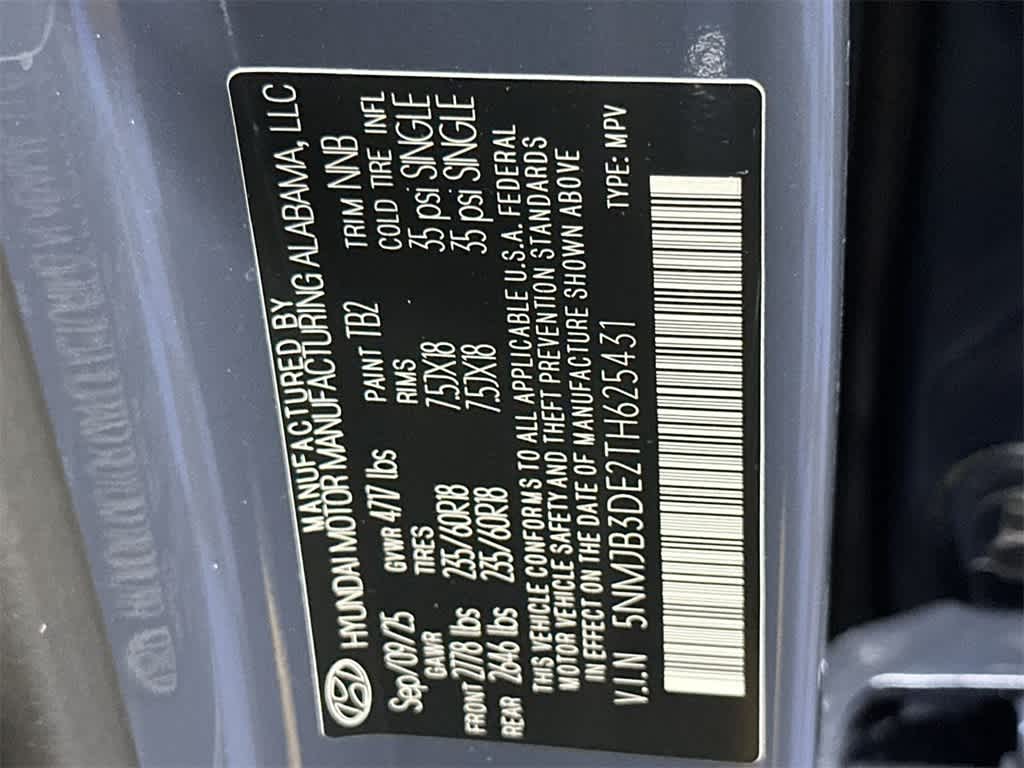 MANUFACTURED BY
HYUNDAI MOTOR MANUFACTURING ALABAMA, LLC
Sep/09/25 GVWR 4717 lbs PAINT TB2 TRIM NNB
GAWR TIRES RIMS COLD TIRE INFL
FRONT 2778 lbs 235/60R18 7.5JX18 35 psi SINGLE
REAR 2646 lbs 235/60R18 7.5JX18 35 psi SINGLE
THIS VEHICLE CONFORMS TO ALL APPLICABLE U.S.A. FEDERAL
MOTOR VEHICLE SAFETY AND THEFT PREVENTION STANDARDS
IN EFFECT ON THE DATE OF MANUFACTURE SHOWN ABOVE
V.I.N 5NMJB3DE2TH625431 TYPE: MPV